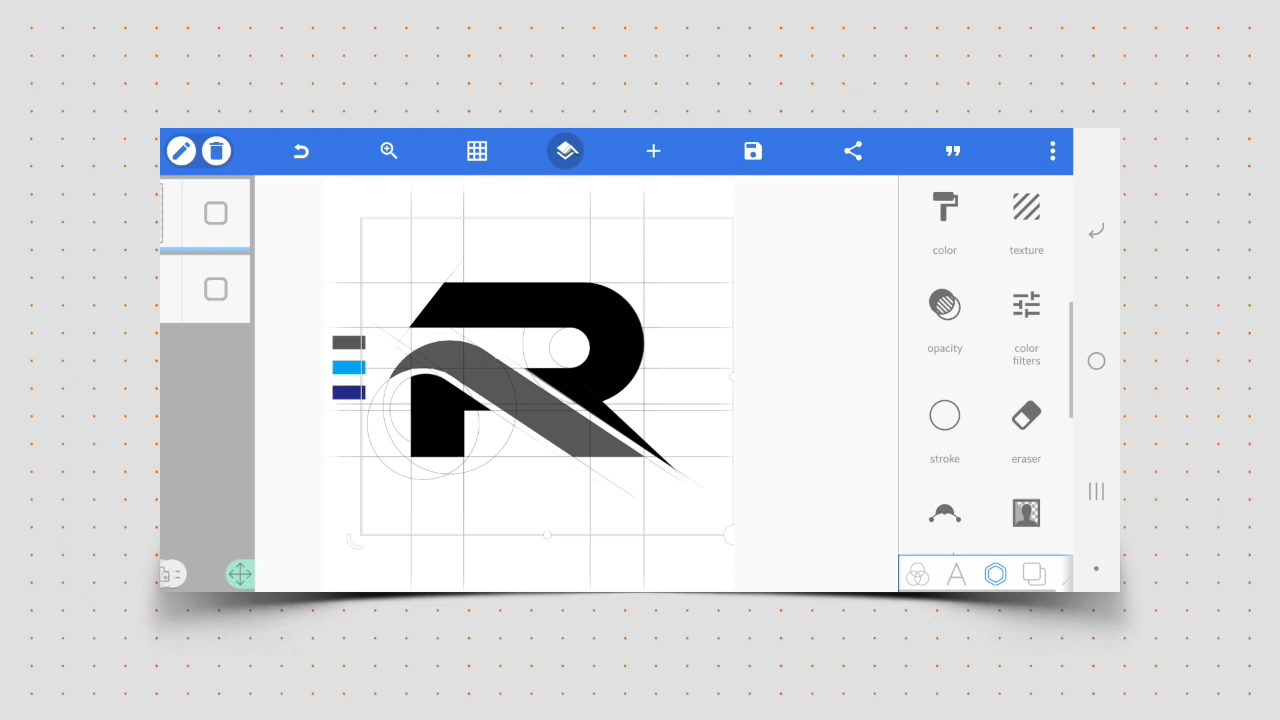 color
texture
opacity
color
filters
stroke
eraser
R